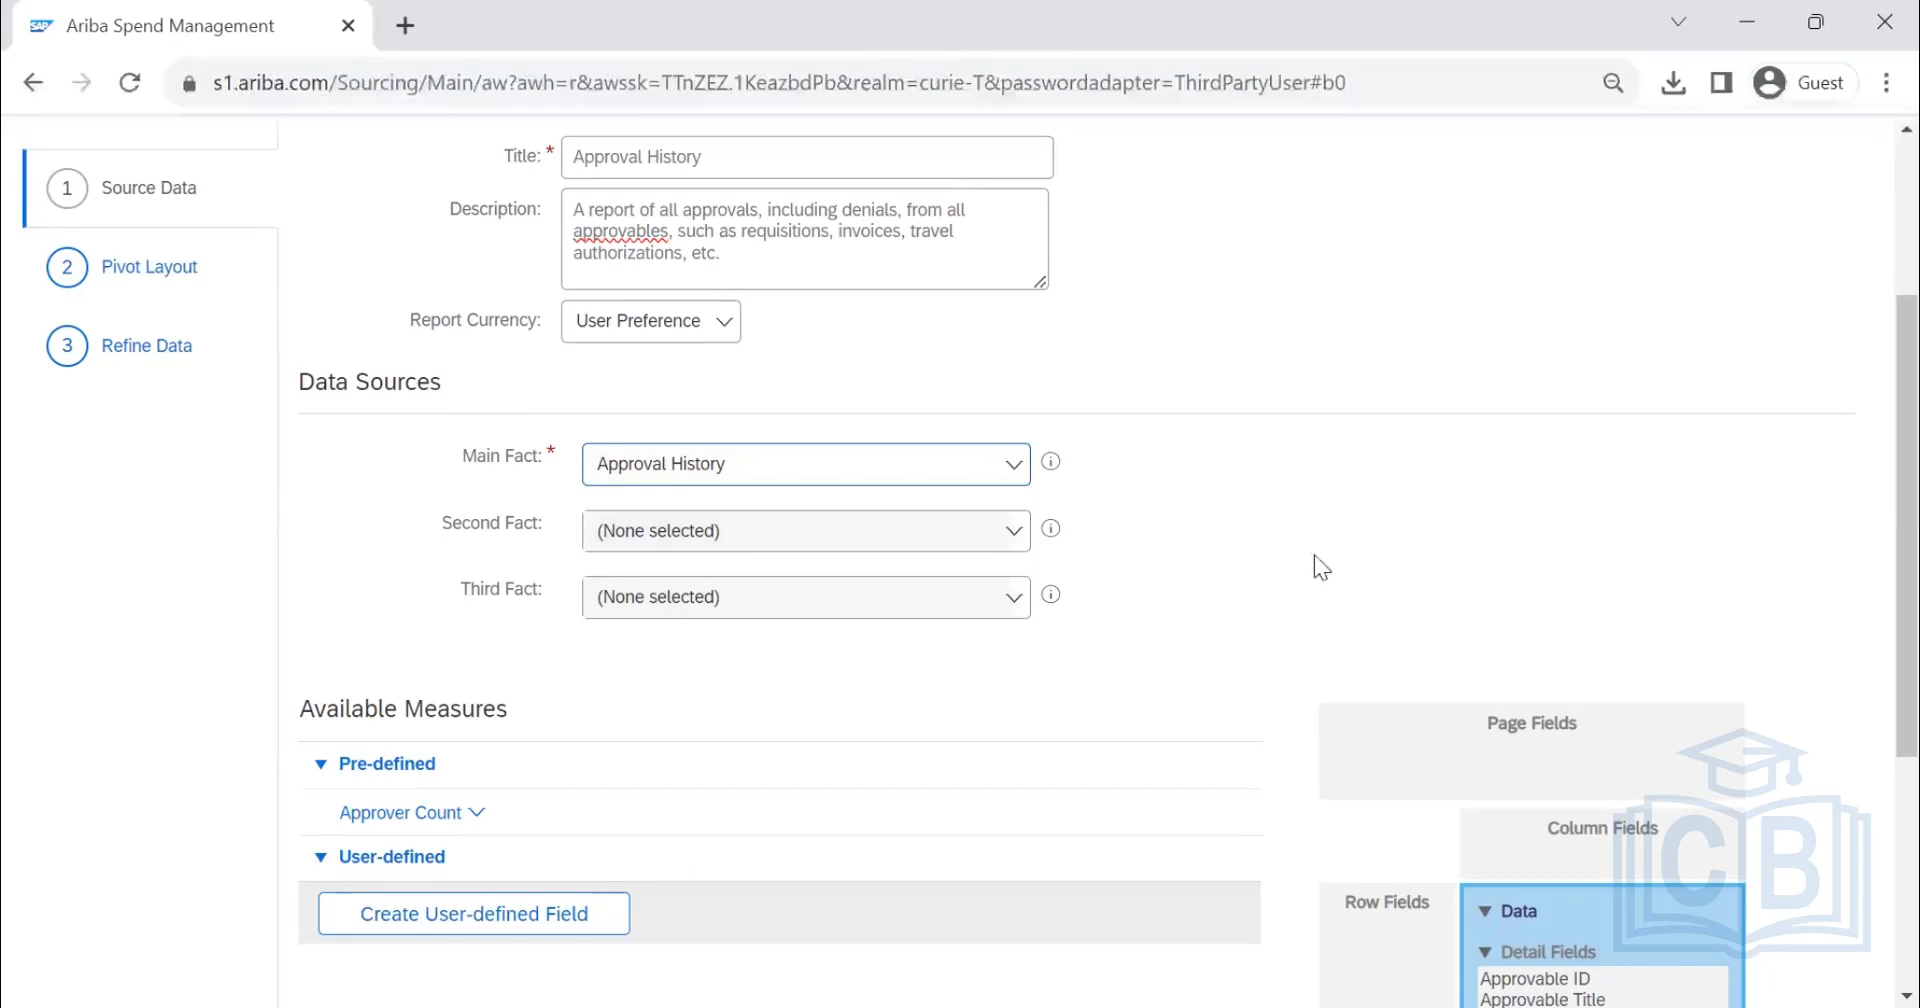 SAP Ariba Spend Management
s1.ariba.com/Sourcing/Main/aw?awh=r&awssk=TTnZEZ.1KeazbdPb&realm=curie-T&passwordadapter=ThirdPartyUser#b0
Guest
Title: * Approval History
1 Source Data
Description: A report of all approvals, including denials, from all
approvables, such as requisitions, invoices, travel
authorizations, etc.
2 Pivot Layout
Report Currency: User Preference
3 Refine Data
Data Sources
Main Fact: * Approval History
Second Fact: (None selected)
Third Fact: (None selected)
Available Measures
Pre-defined
Approver Count
User-defined
Create User-defined Field
Page Fields
Column Fields
Row Fields
Data
Detail Fields
Approvable ID
Approvable Title
CB